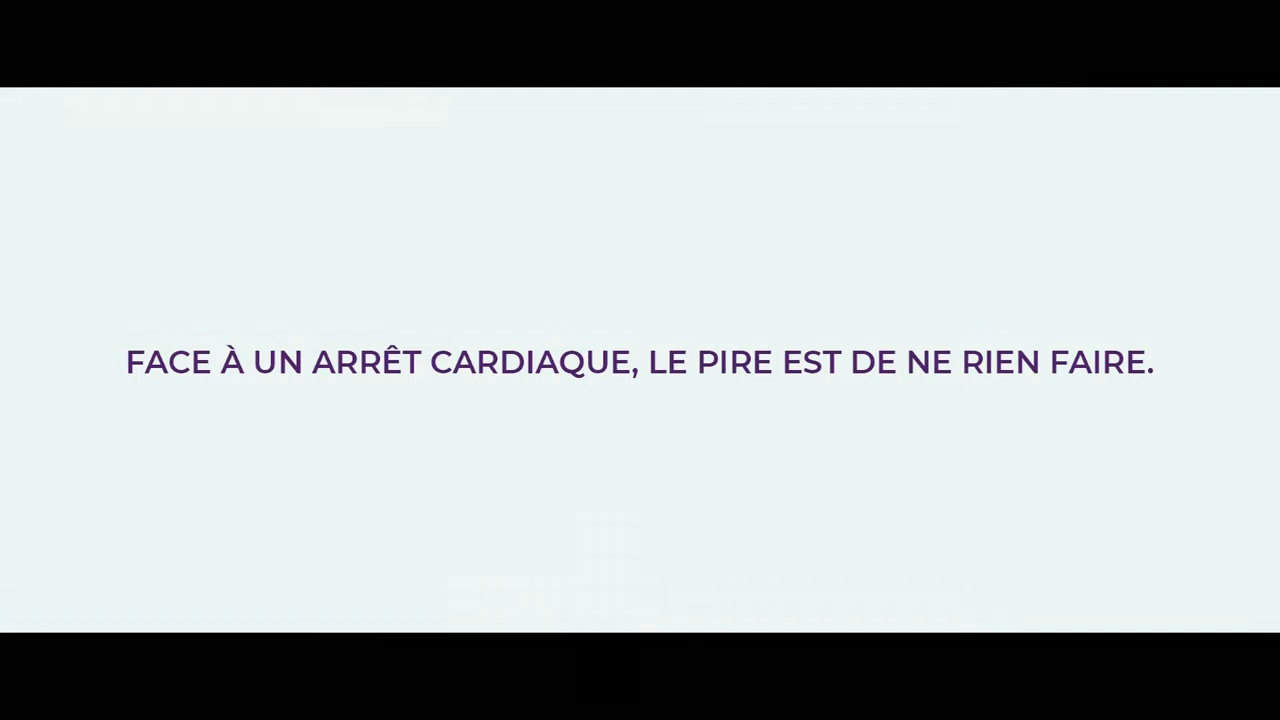 FACE À UN ARRÊT CARDIAQUE, LE PIRE EST DE NE RIEN FAIRE.